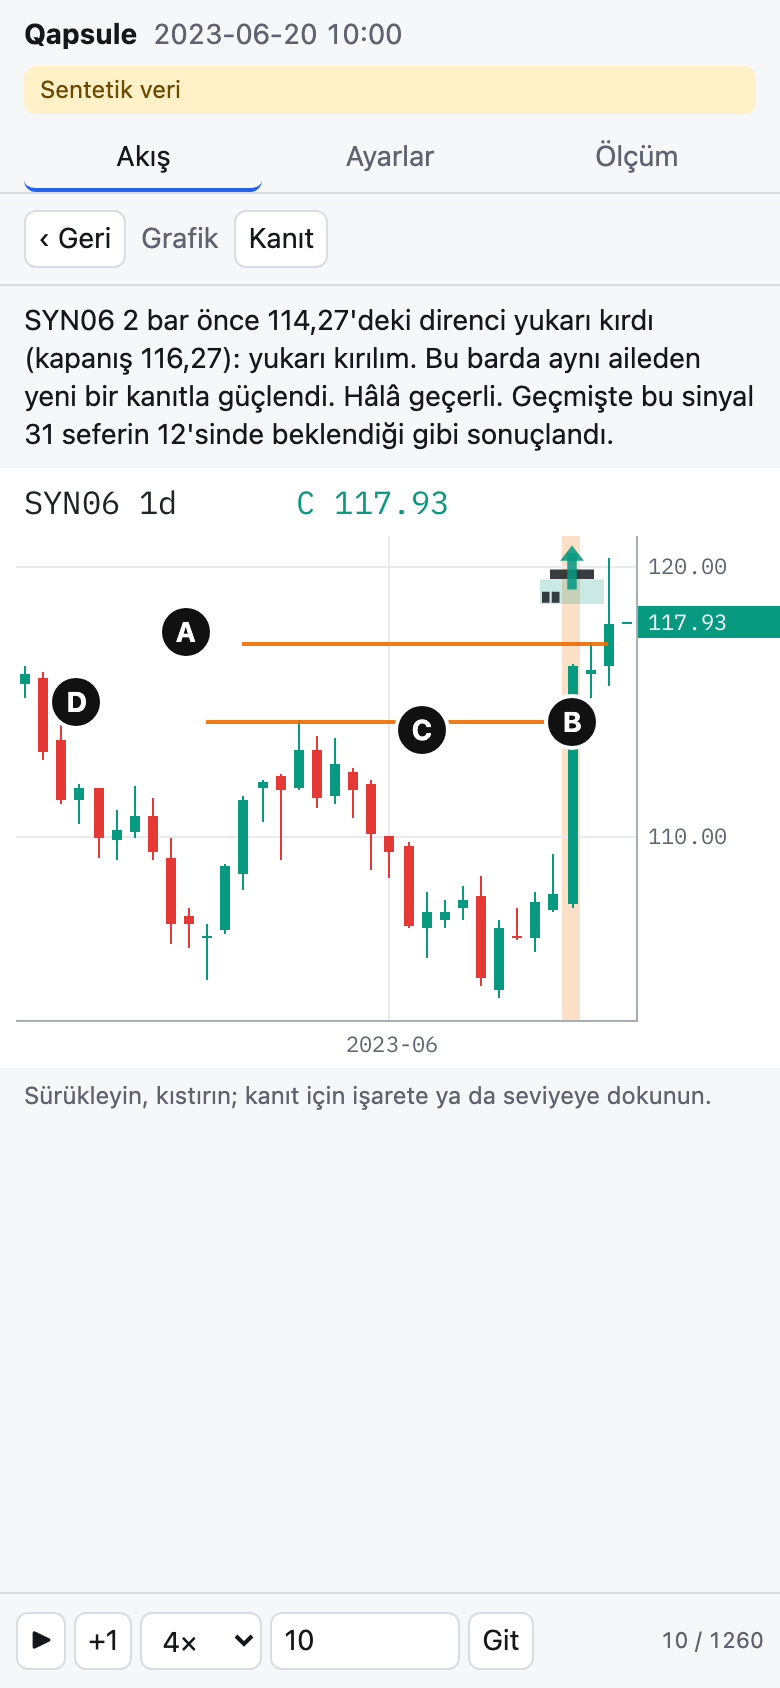 Qapsule 2023-06-20 10:00
Sentetik veri
Akış Ayarlar Ölçüm
‹ Geri Grafik Kanıt
SYN06 2 bar önce 114,27'deki direnci yukarı kırdı
(kapanış 116,27): yukarı kırılım. Bu barda aynı aileden
yeni bir kanıtla güçlendi. Hâlâ geçerli. Geçmişte bu sinyal
31 seferin 12'sinde beklendiği gibi sonuçlandı.
SYN06 1d C 117.93
120.00
117.93
A
D
C
B
110.00
2023-06
Sürükleyin, kıstırın; kanıt için işarete ya da seviyeye dokunun.
+1 4× 10 Git 10 / 1260